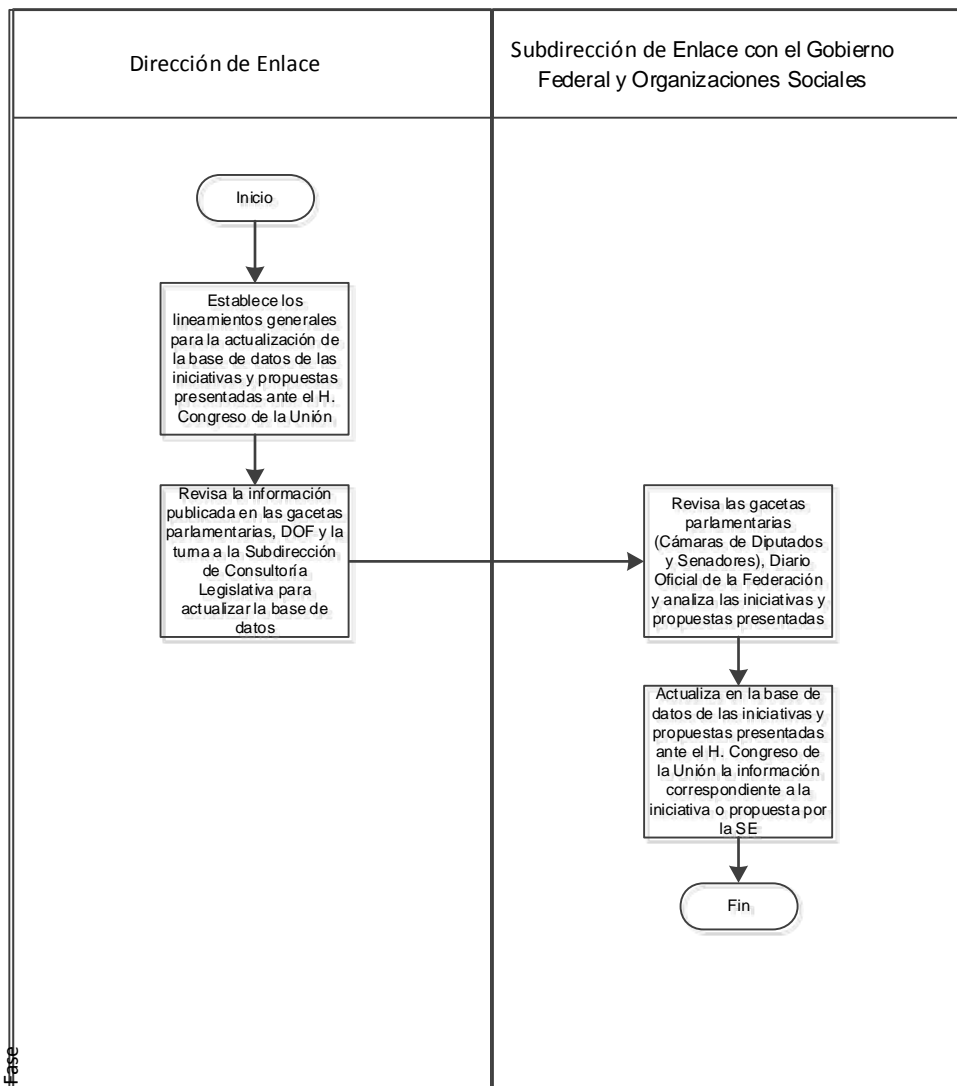 Dirección de Enlace
Subdirección de Enlace con el Gobierno
Federal y Organizaciones Sociales
Inicio
Establece los
lineamientos generales
para la actualización de
la base de datos de las
iniciativas y propuestas
presentadas ante el H.
Congreso de la Unión
Revisa la información
publicada en las gacetas
parlamentarias, DOF y la
turna a la Subdirección
de Consultoría
Legislativa para
actualizar la base de
datos
Revisa las gacetas
parlamentarias
(Cámaras de Diputados
y Senadores), Diario
Oficial de la Federación
y analiza las iniciativas y
propuestas presentadas
Actualiza en la base de
datos de las iniciativas y
propuestas presentadas
ante el H. Congreso de
la Unión la información
correspondiente a la
iniciativa o propuesta por
la SE
Fin
Fase